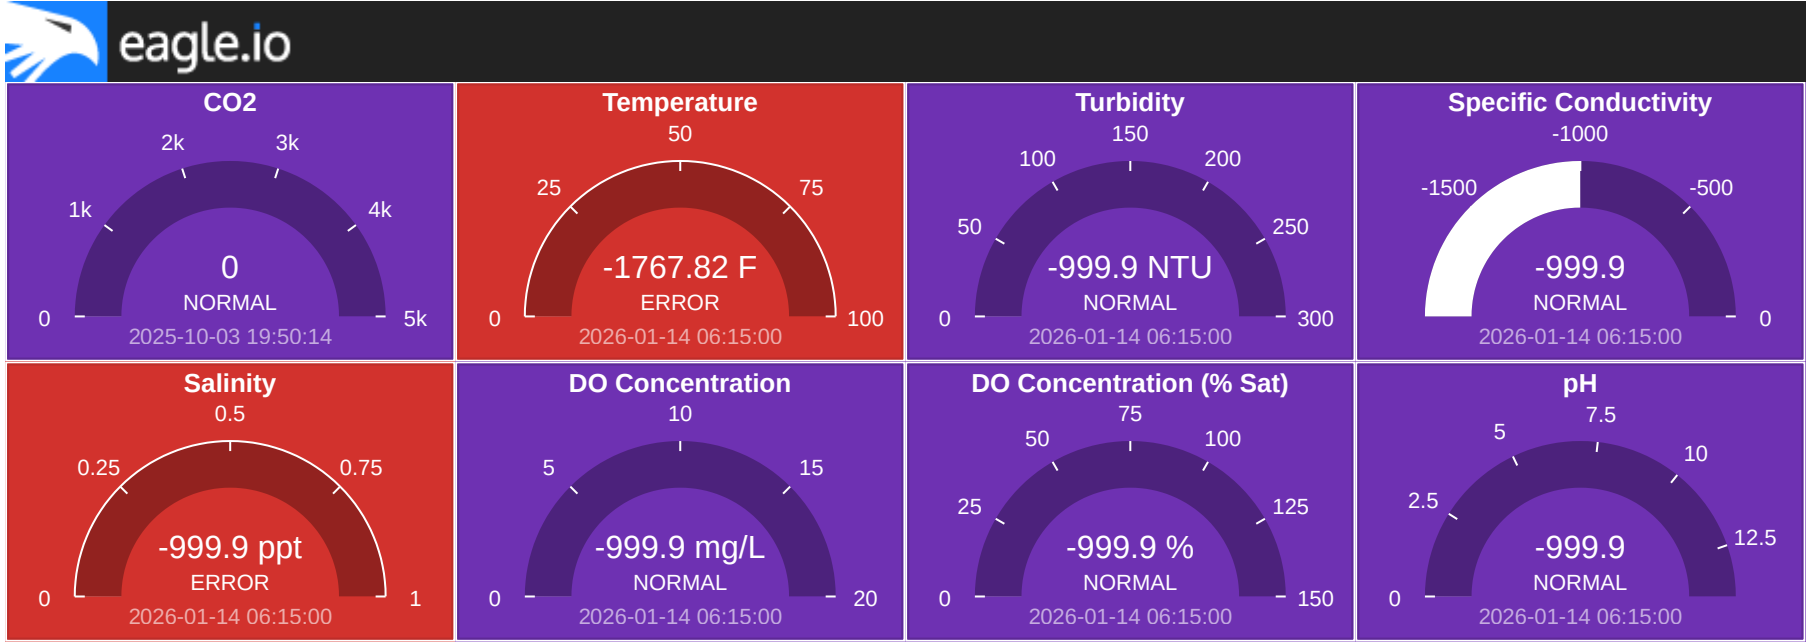 eagle.io
CO2
2k
3k
1k
4k
0
NORMAL
0
5k
2025-10-03 19:50:14
Temperature
50
25
75
-1767.82 F
ERROR
0
100
2026-01-14 06:15:00
Turbidity
150
100
200
50
250
-999.9 NTU
NORMAL
0
300
2026-01-14 06:15:00
Specific Conductivity
-1000
-1500
-500
-999.9
NORMAL
0
2026-01-14 06:15:00
Salinity
0.5
0.25
0.75
-999.9 ppt
ERROR
0
1
2026-01-14 06:15:00
DO Concentration
10
5
15
-999.9 mg/L
NORMAL
0
20
2026-01-14 06:15:00
DO Concentration (% Sat)
75
50
100
25
125
-999.9 %
NORMAL
0
150
2026-01-14 06:15:00
pH
7.5
5
10
2.5
12.5
-999.9
NORMAL
0
2026-01-14 06:15:00